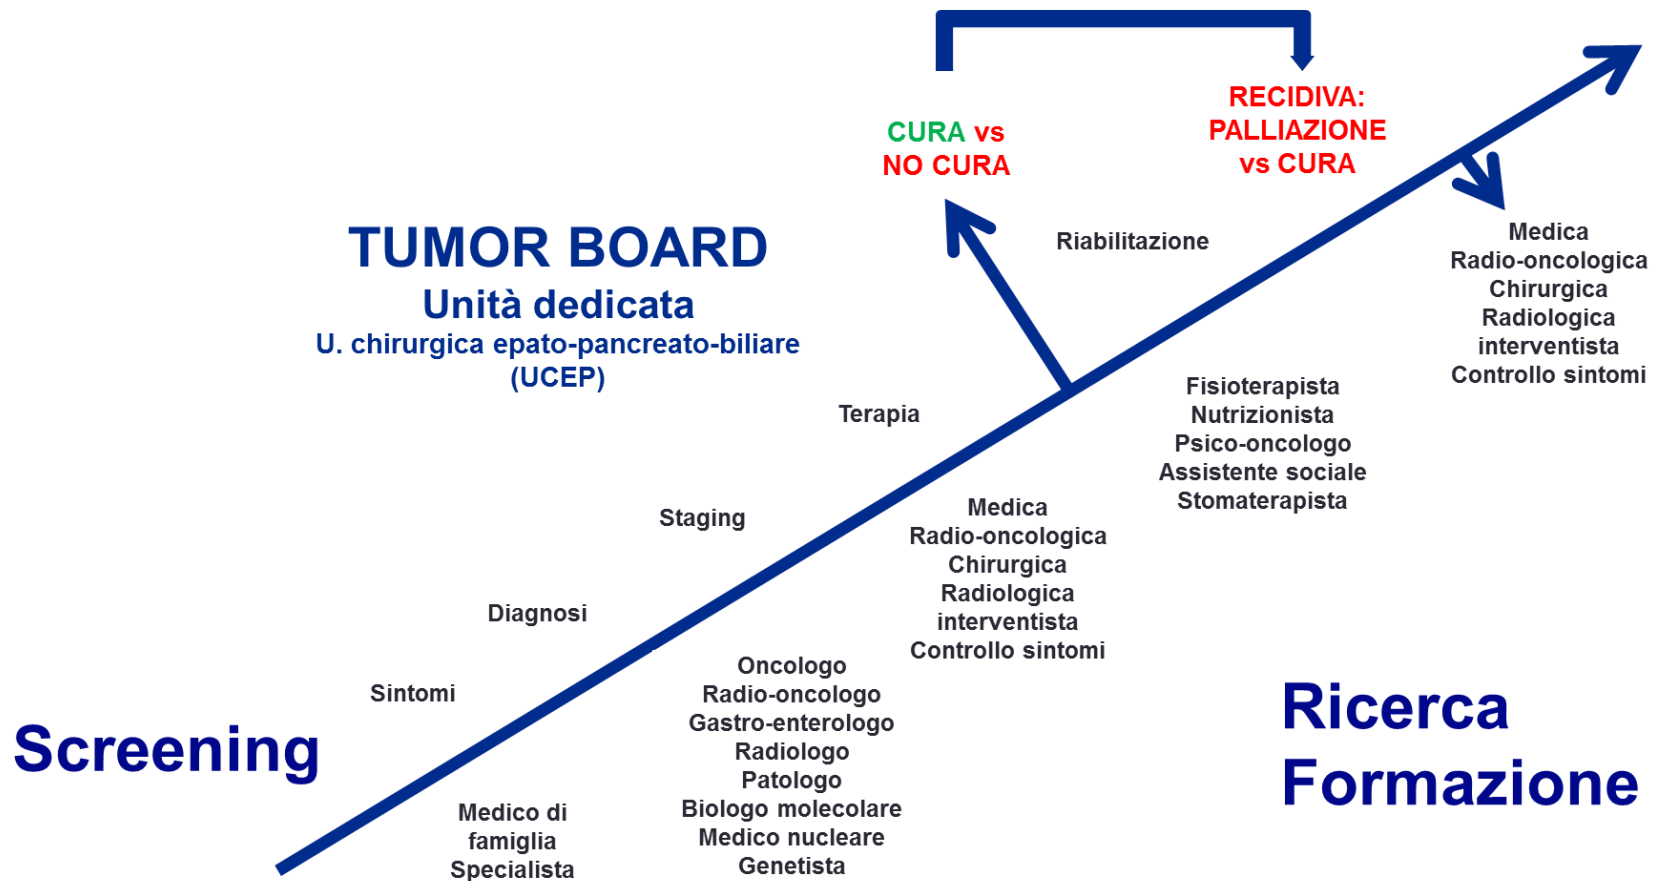 CURA vs
NO CURA
RECIDIVA:
PALLIAZIONE
vs CURA
TUMOR BOARD
Unità dedicata
U. chirurgica epato-pancreato-biliare
(UCEP)
Riabilitazione
Medica
Radio-oncologica
Chirurgica
Radiologica
interventista
Controllo sintomi
Terapia
Fisioterapista
Nutrizionista
Psico-oncologo
Assistente sociale
Stomaterapista
Staging
Medica
Radio-oncologica
Chirurgica
Radiologica
interventista
Controllo sintomi
Diagnosi
Sintomi
Oncologo
Radio-oncologo
Gastro-enterologo
Radiologo
Patologo
Biologo molecolare
Medico nucleare
Genetista
Screening
Medico di
famiglia
Specialista
Ricerca
Formazione